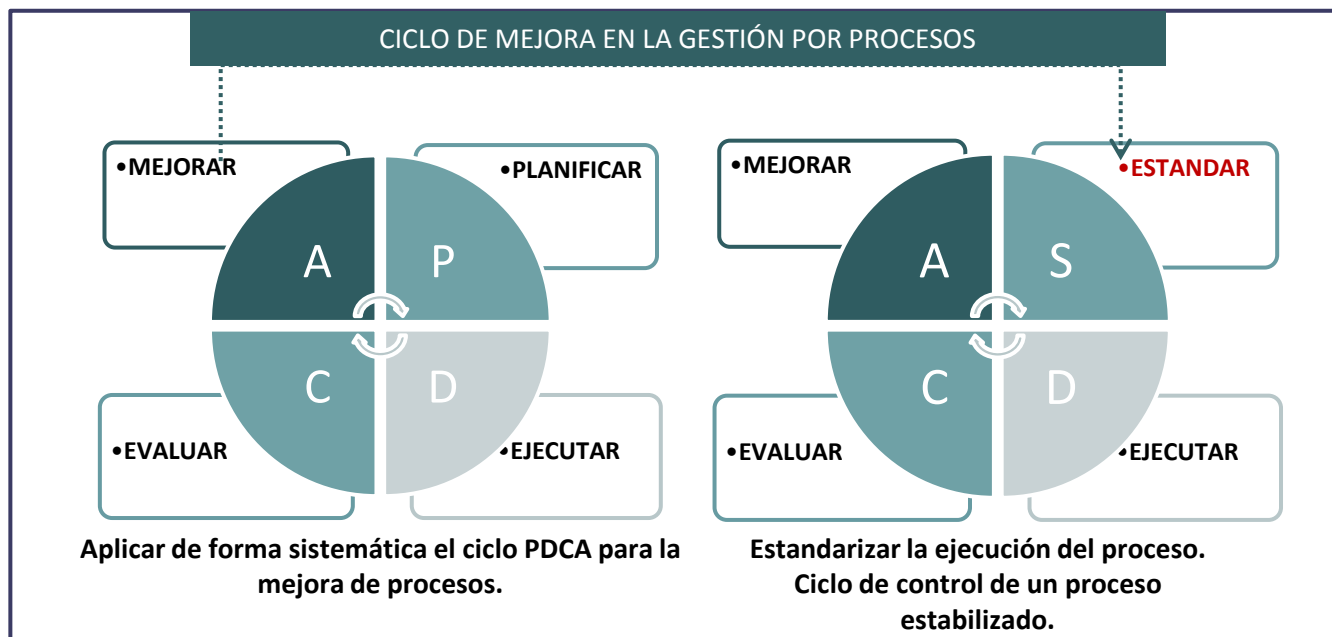 CICLO DE MEJORA EN LA GESTIÓN POR PROCESOS
•MEJORAR
•PLANIFICAR
A
P
C
D
•EVALUAR
•EJECUTAR
Aplicar de forma sistemática el ciclo PDCA para la
mejora de procesos.
•MEJORAR
•ESTANDAR
A
S
C
D
•EVALUAR
•EJECUTAR
Estandarizar la ejecución del proceso.
Ciclo de control de un proceso
estabilizado.